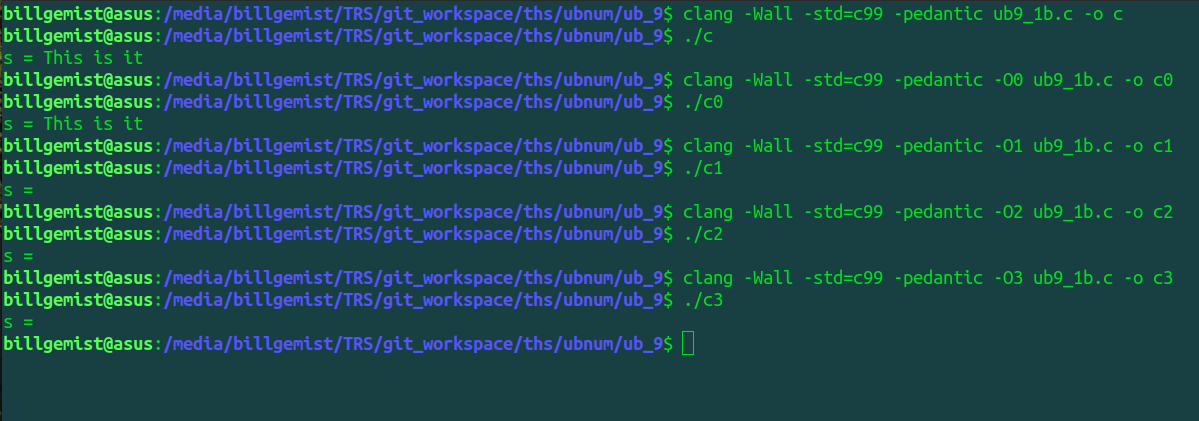 billgemist@asus:/media/billgemist/TRS/git_workspace/ths/ubnum/ub_9$ clang -Wall -std=c99 -pedantic ub9_1b.c -o c
billgemist@asus:/media/billgemist/TRS/git_workspace/ths/ubnum/ub_9$ ./c
s = This is it
billgemist@asus:/media/billgemist/TRS/git_workspace/ths/ubnum/ub_9$ clang -Wall -std=c99 -pedantic -O0 ub9_1b.c -o c0
billgemist@asus:/media/billgemist/TRS/git_workspace/ths/ubnum/ub_9$ ./c0
s = This is it
billgemist@asus:/media/billgemist/TRS/git_workspace/ths/ubnum/ub_9$ clang -Wall -std=c99 -pedantic -O1 ub9_1b.c -o c1
billgemist@asus:/media/billgemist/TRS/git_workspace/ths/ubnum/ub_9$ ./c1
s =
billgemist@asus:/media/billgemist/TRS/git_workspace/ths/ubnum/ub_9$ clang -Wall -std=c99 -pedantic -O2 ub9_1b.c -o c2
billgemist@asus:/media/billgemist/TRS/git_workspace/ths/ubnum/ub_9$ ./c2
s =
billgemist@asus:/media/billgemist/TRS/git_workspace/ths/ubnum/ub_9$ clang -Wall -std=c99 -pedantic -O3 ub9_1b.c -o c3
billgemist@asus:/media/billgemist/TRS/git_workspace/ths/ubnum/ub_9$ ./c3
s =
billgemist@asus:/media/billgemist/TRS/git_workspace/ths/ubnum/ub_9$